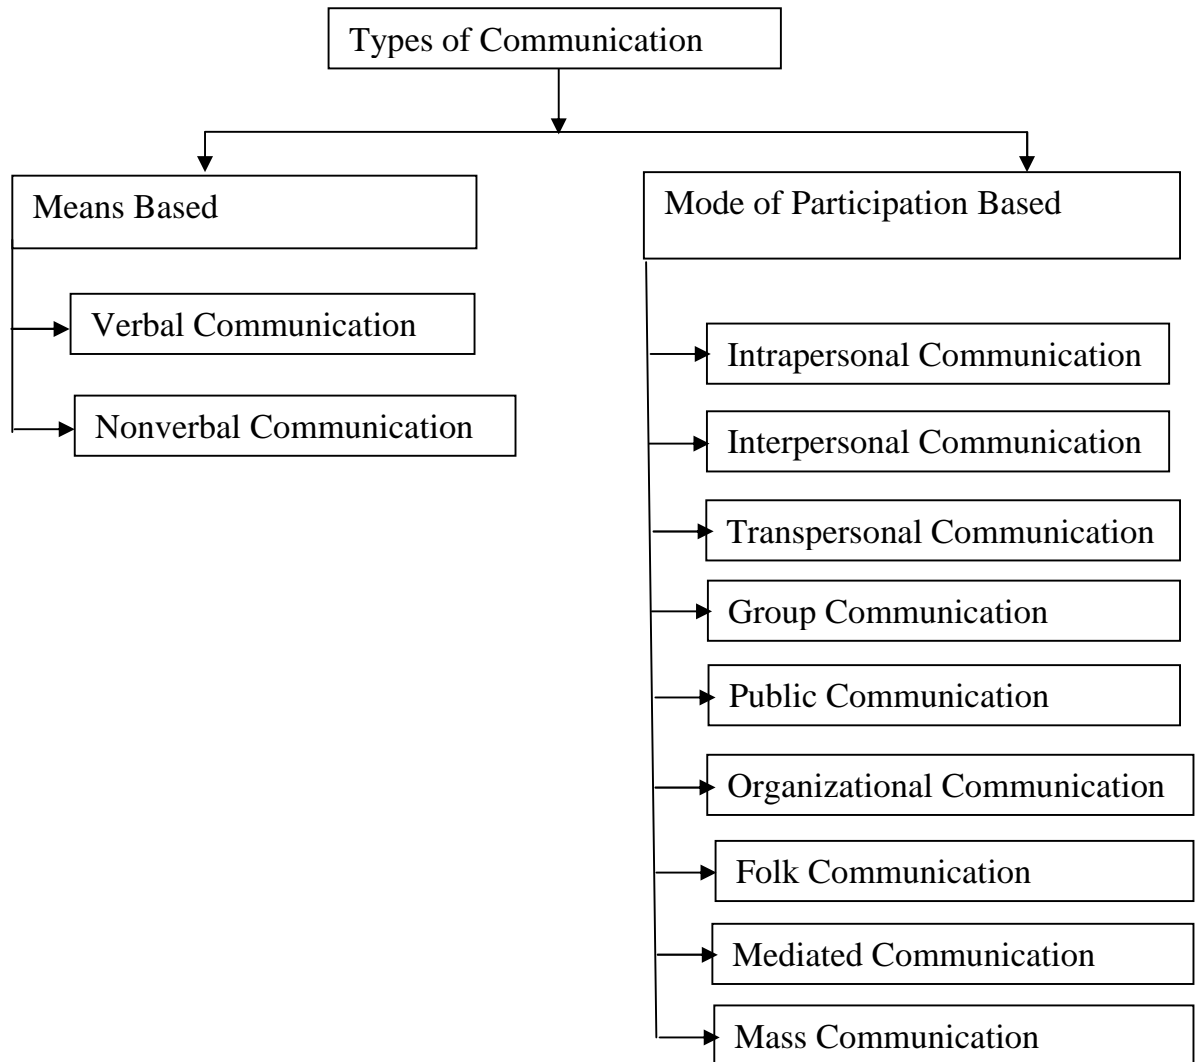 Types of Communication
Means Based
Verbal Communication
Nonverbal Communication
Mode of Participation Based
Intrapersonal Communication
Interpersonal Communication
Transpersonal Communication
Group Communication
Public Communication
Organizational Communication
Folk Communication
Mediated Communication
Mass Communication